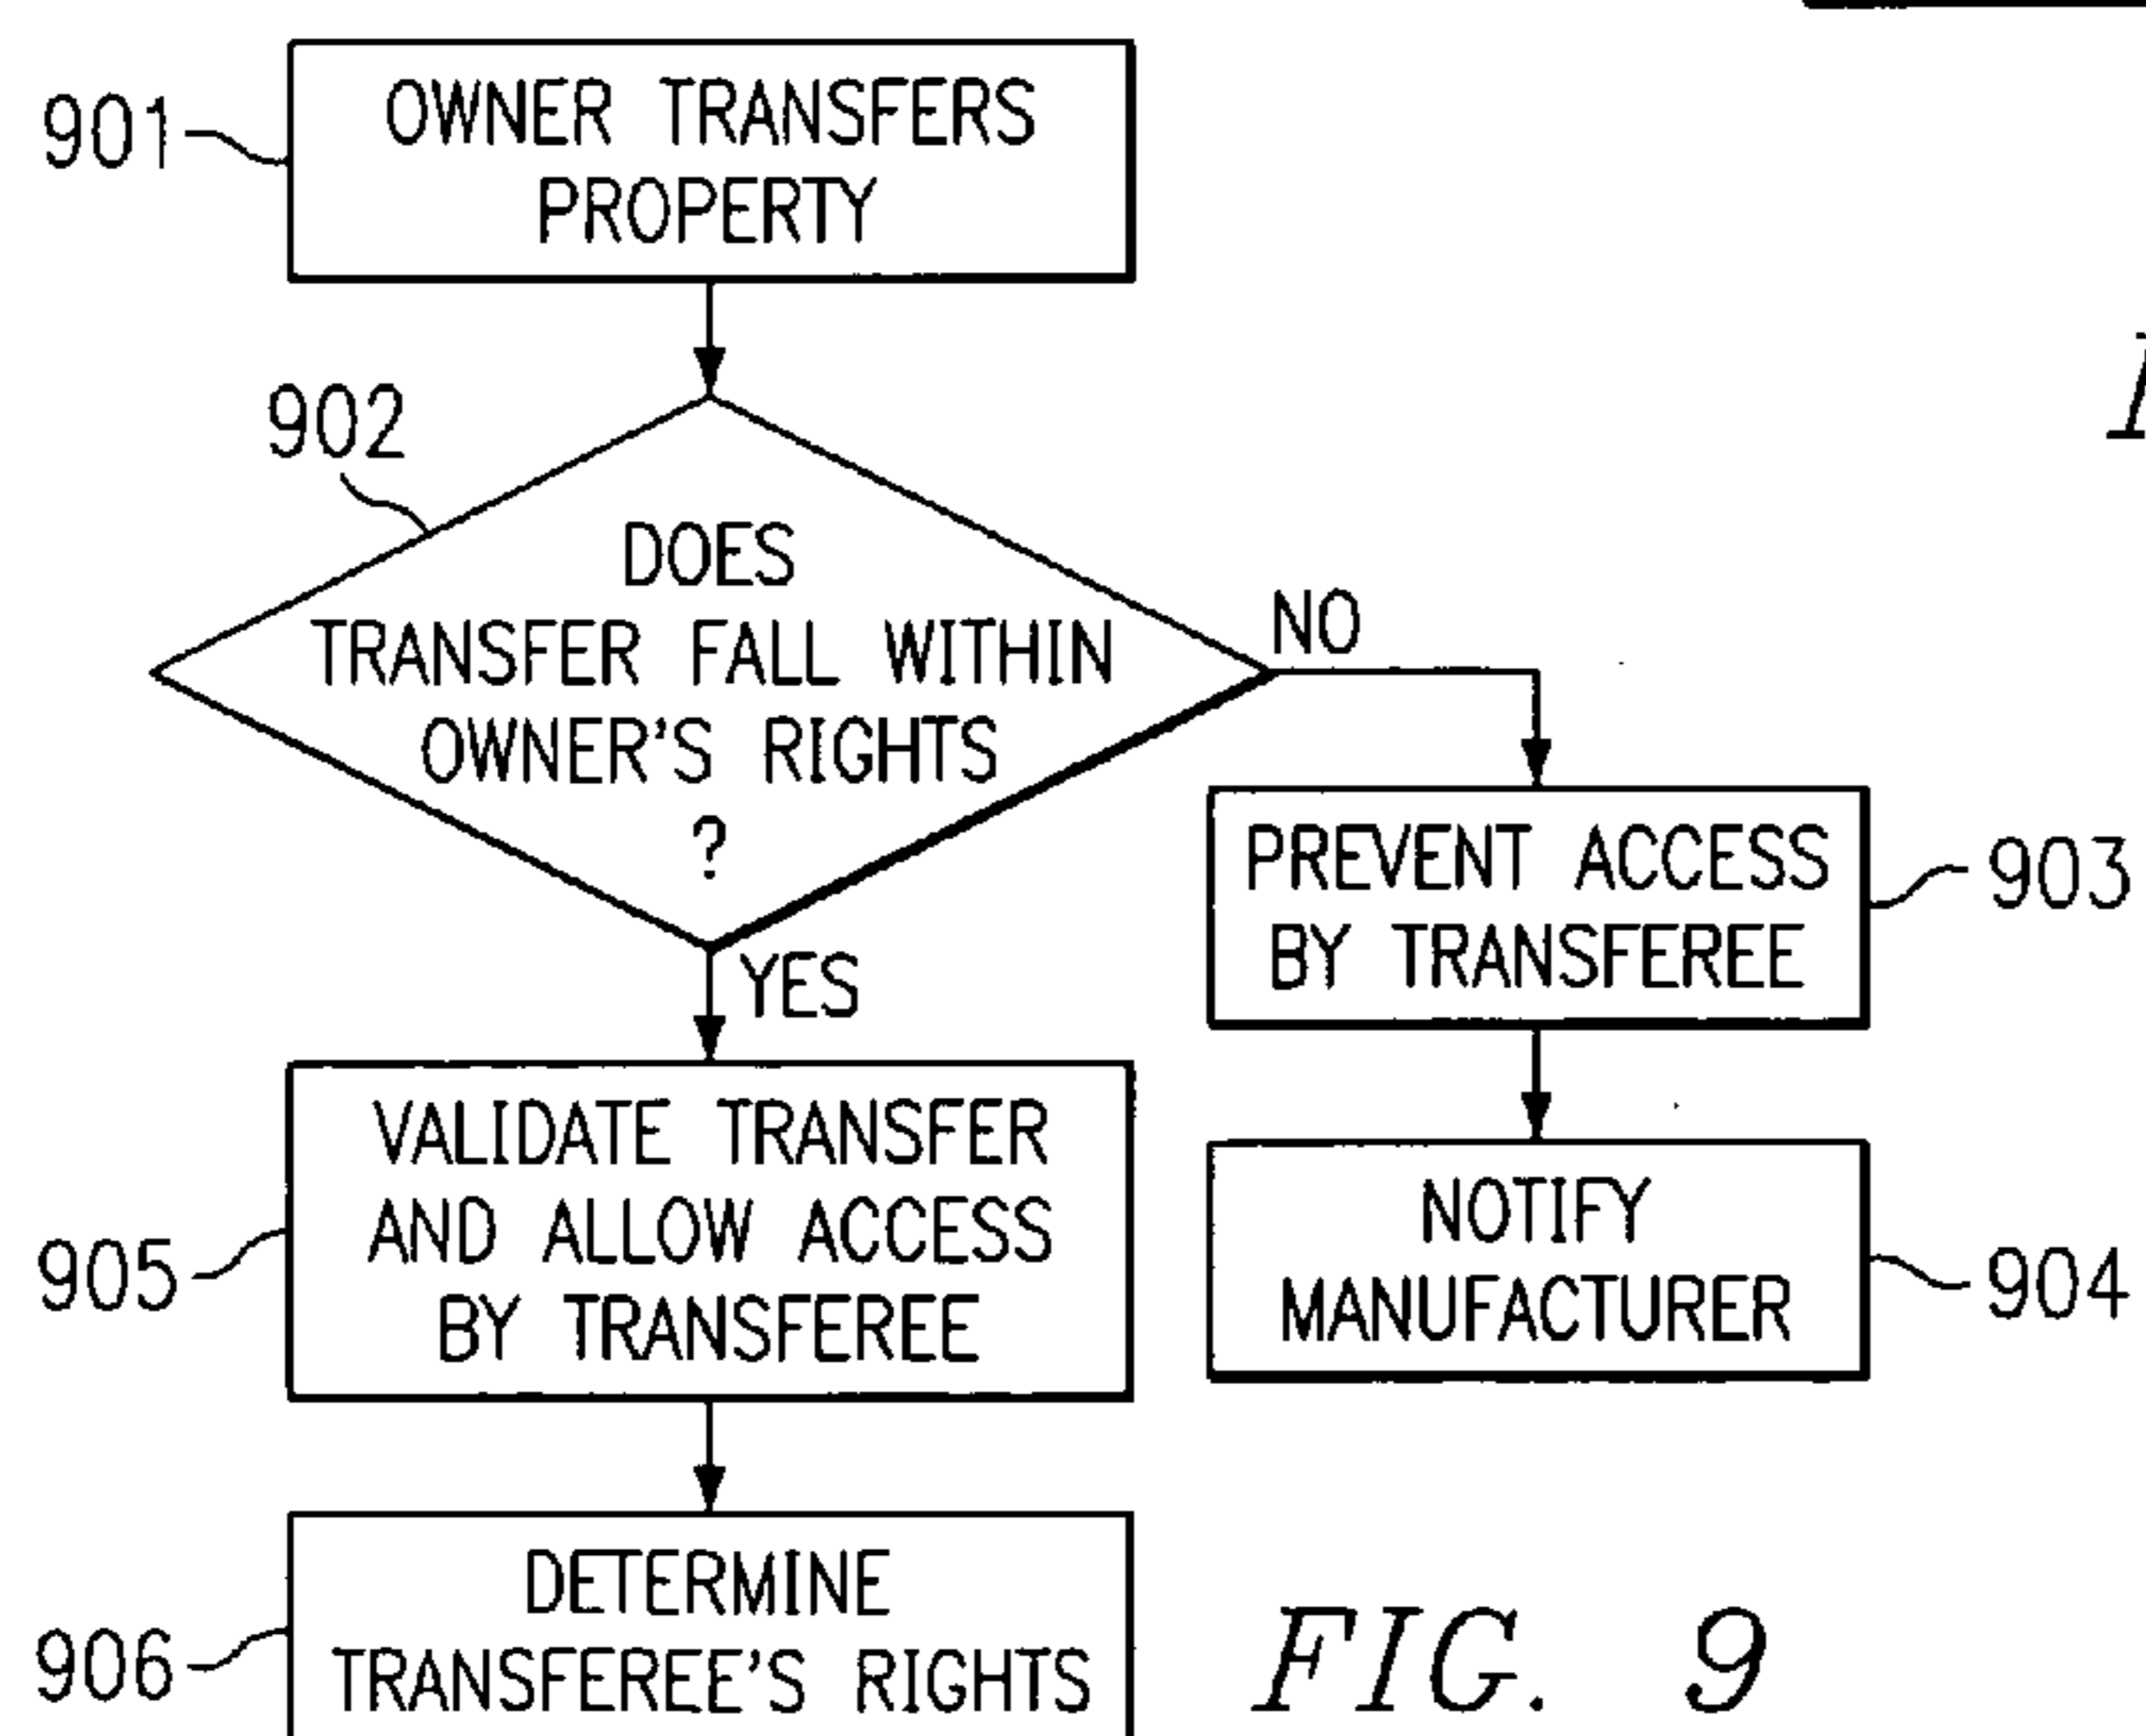 901
OWNER TRANSFERS
PROPERTY
902
DOES
TRANSFER FALL WITHIN
OWNER'S RIGHTS
?
NO
YES
PREVENT ACCESS
BY TRANSFEREE
903
NOTIFY
MANUFACTURER
904
905
VALIDATE TRANSFER
AND ALLOW ACCESS
BY TRANSFEREE
906
DETERMINE
TRANSFEREE'S RIGHTS
FIG. 9